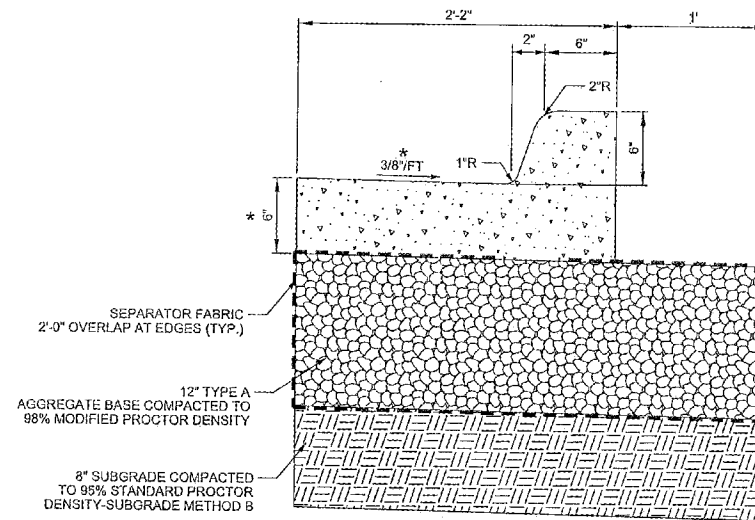 2'-2"
1'
2"
6"
2"R
*
3/8"/FT
1"R
6"
* 6"
SEPARATOR FABRIC
2'-0" OVERLAP AT EDGES (TYP.)
12" TYPE A
AGGREGATE BASE COMPACTED TO
98% MODIFIED PROCTOR DENSITY
8" SUBGRADE COMPACTED
TO 95% STANDARD PROCTOR
DENSITY-SUBGRADE METHOD B